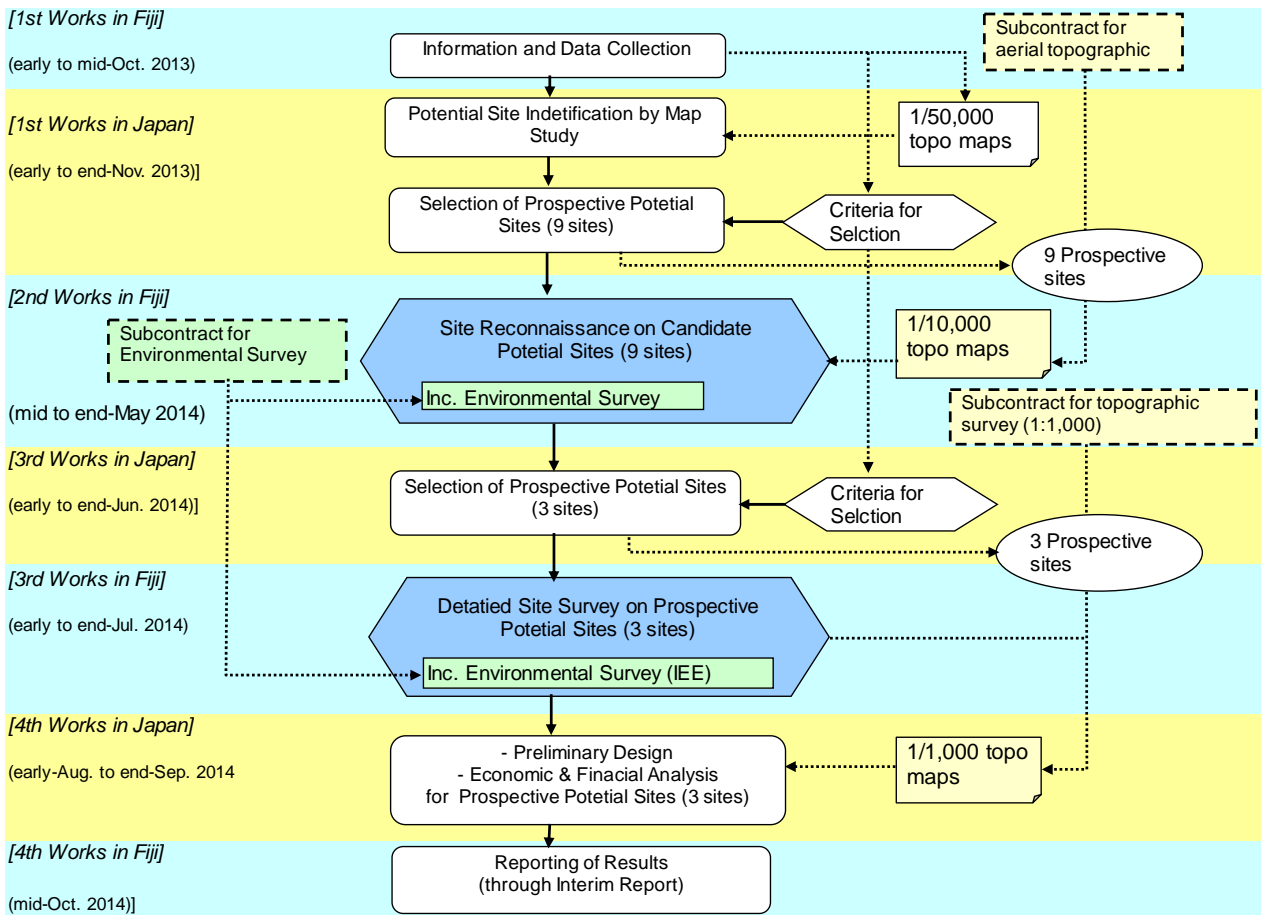 [1st Works in Fiji]
(early to mid-Oct. 2013)
Information and Data Collection
Subcontract for
aerial topographic
[1st Works in Japan]
(early to end-Nov. 2013)]
Potential Site Indetification by Map
Study
1/50,000
topo maps
Selection of Prospective Potetial
Sites (9 sites)
Criteria for
Selction
9 Prospective
sites
[2nd Works in Fiji]
(mid to end-May 2014)
Subcontract for
Environmental Survey
Site Reconnaissance on Candidate
Potetial Sites (9 sites)
Inc. Environmental Survey
1/10,000
topo maps
Subcontract for topographic
survey (1:1,000)
[3rd Works in Japan]
(early to end-Jun. 2014)]
Selection of Prospective Potetial Sites
(3 sites)
Criteria for
Selction
3 Prospective
sites
[3rd Works in Fiji]
(early to end-Jul. 2014)
Detatied Site Survey on Prospective
Potetial Sites (3 sites)
Inc. Environmental Survey (IEE)
[4th Works in Japan]
(early-Aug. to end-Sep. 2014
- Preliminary Design
- Economic & Finacial Analysis
for Prospective Potetial Sites (3 sites)
1/1,000 topo
maps
[4th Works in Fiji]
(mid-Oct. 2014)]
Reporting of Results
(through Interim Report)